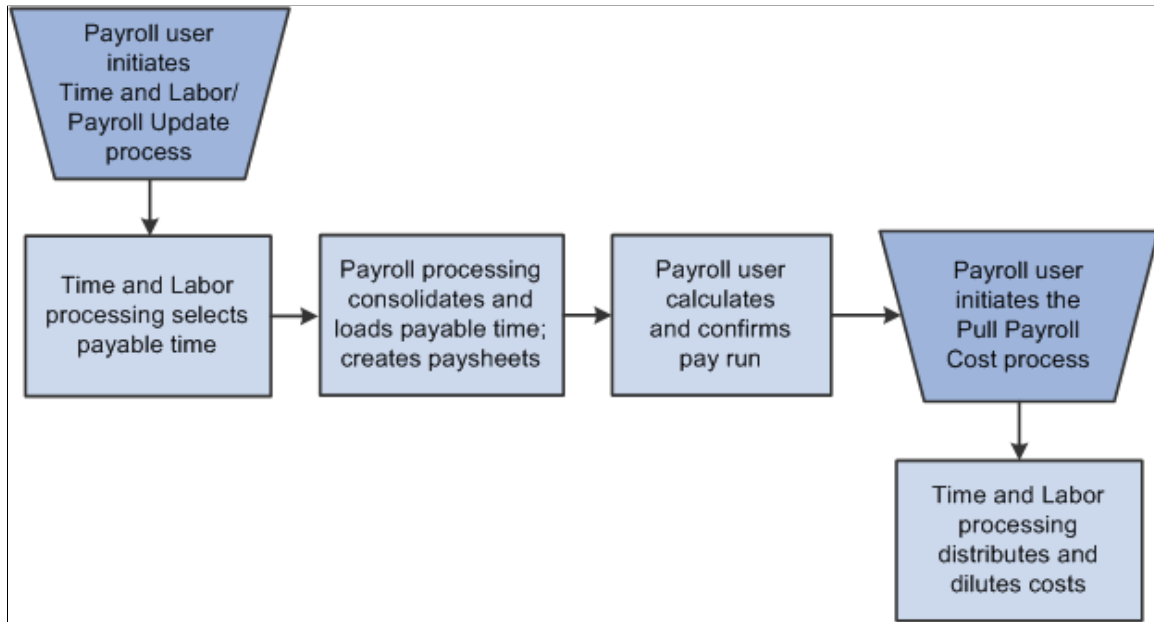 Payroll user
initiates
Time and Labor/
Payroll Update
process
Time and Labor
processing selects
payable time
Payroll processing
consolidates and
loads payable time;
creates paysheets
Payroll user
calculates
and confirms
pay run
Payroll user
initiates the
Pull Payroll
Cost process
Time and Labor
processing
distributes and
dilutes costs